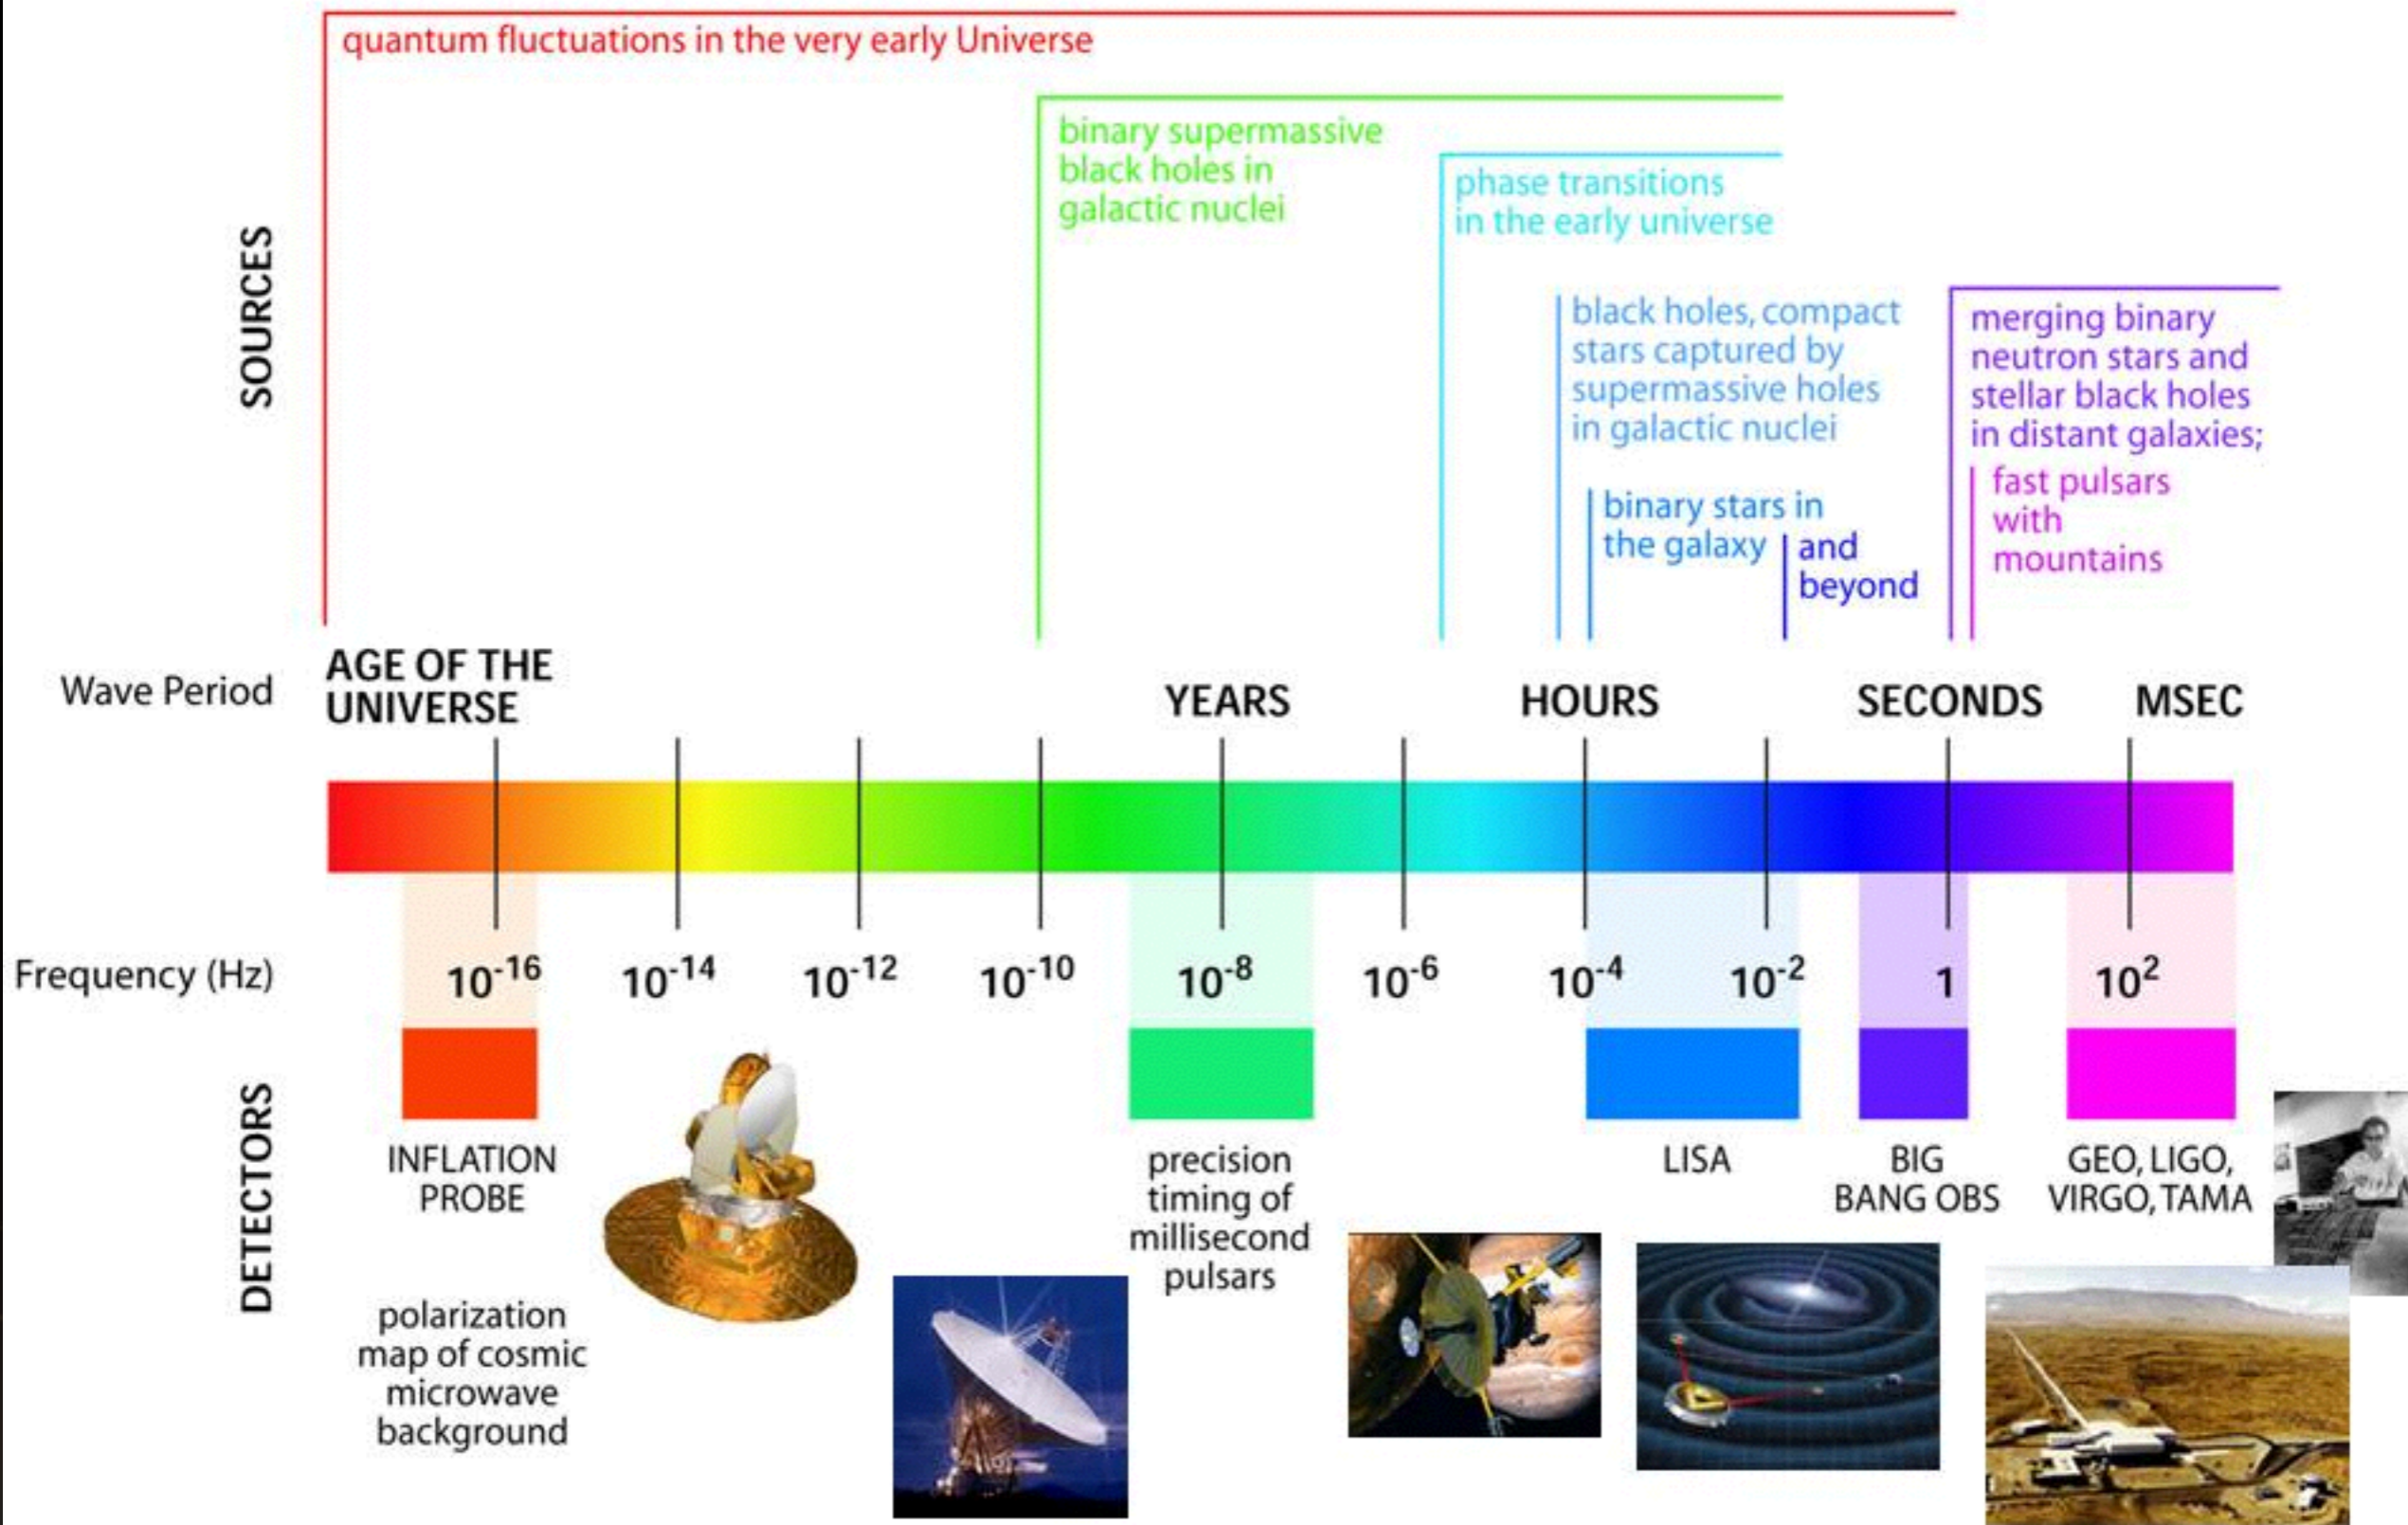 quantum fluctuations in the very early Universe
binary supermassive
black holes in
galactic nuclei
phase transitions
in the early universe
SOURCES
black holes, compact
stars captured by
supermassive holes
in galactic nuclei
merging binary
neutron stars and
stellar black holes
in distant galaxies;
fast pulsars
with
mountains
binary stars in
the galaxy
and
beyond
Wave Period
AGE OF THE
UNIVERSE
YEARS
HOURS
SECONDS
MSEC
Frequency (Hz)
10⁻¹⁶
10⁻¹⁴
10⁻¹²
10⁻¹⁰
10⁻⁸
10⁻⁶
10⁻⁴
10⁻²
1
10²
DETECTORS
INFLATION
PROBE
polarization
map of cosmic
microwave
background
precision
timing of
millisecond
pulsars
LISA
BIG
BANG OBS
GEO, LIGO,
VIRGO, TAMA